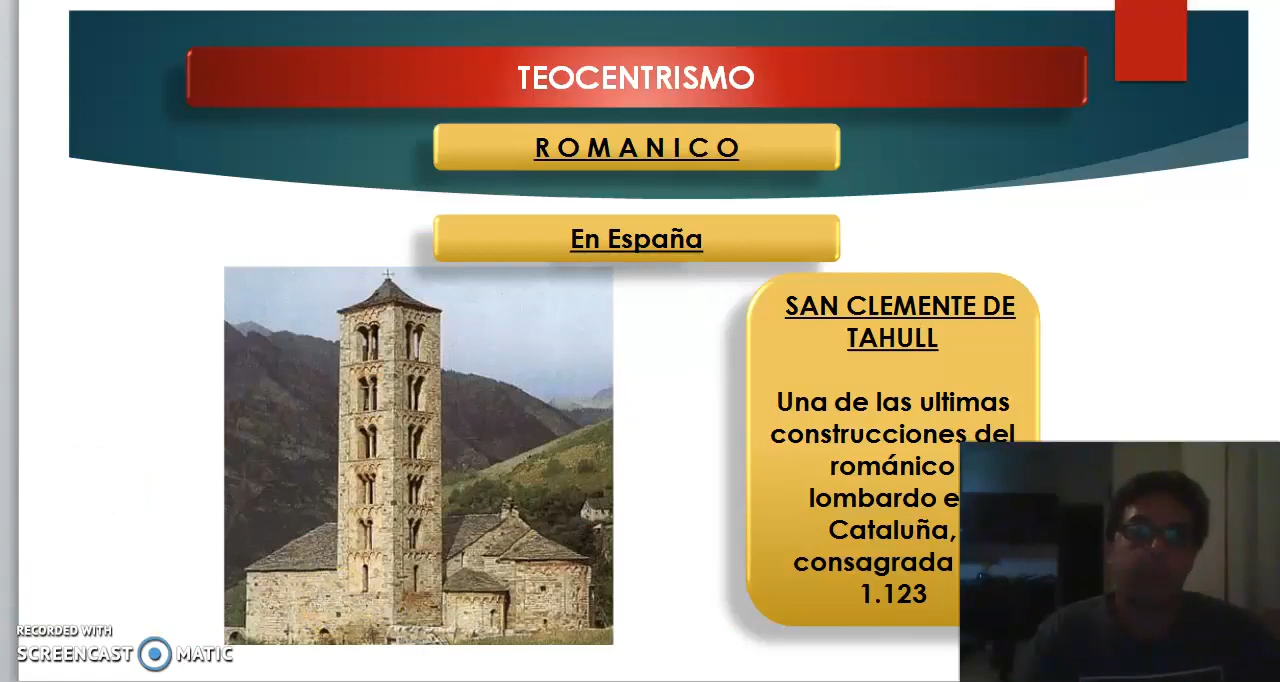 TEOCENTRISMO
R O M A N I C O
En España
SAN CLEMENTE DE
TAHULL
Una de las ultimas
construcciones del
románico
lombardo e
Cataluña,
consagrada
1.123
RECORDED WITH
SCREENCAST MATIC